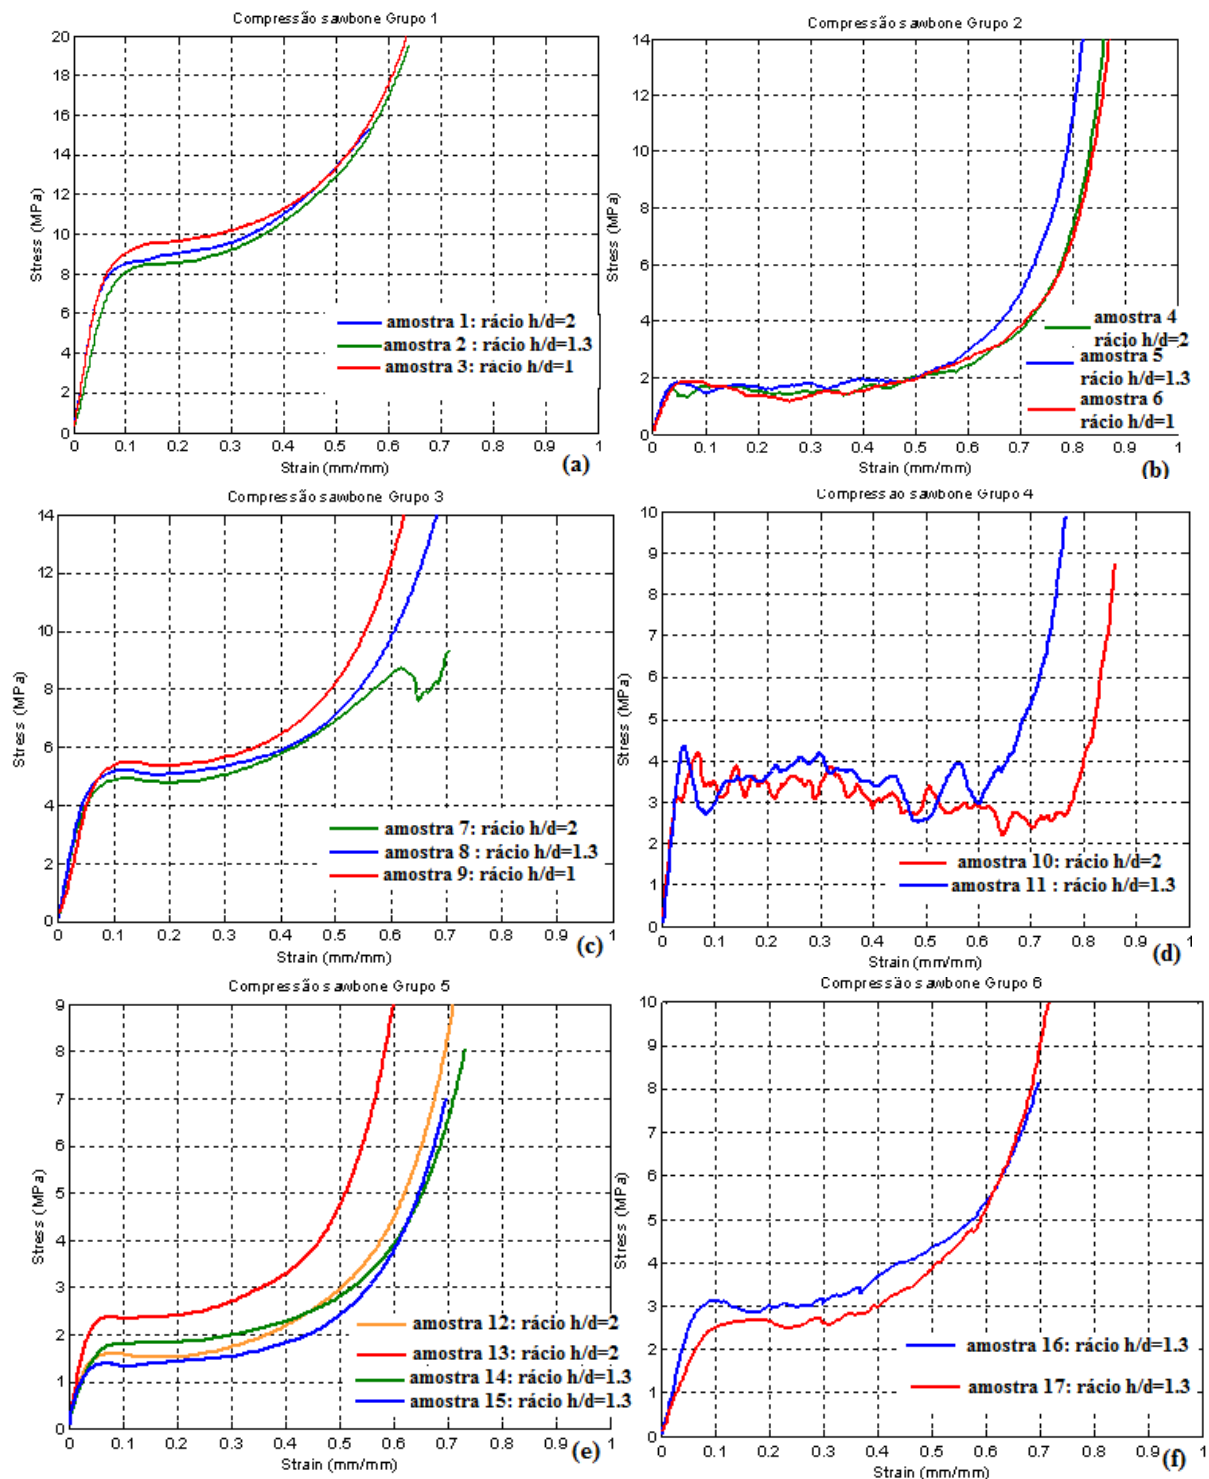 Compressão sawbone Grupo 1
20
18
16
14
12
10
8
6
4
2
0
Stress (MPa)
amostra 1: rácio h/d=2
amostra 2 : rácio h/d=1.3
amostra 3: rácio h/d=1
0 0.1 0.2 0.3 0.4 0.5 0.6 0.7 0.8 0.9 1
Strain (mm/mm)
(a)
Compressão sawbone Grupo 2
14
12
10
8
6
4
2
0
Stress (MPa)
amostra 4
rácio h/d=2
amostra 5
rácio h/d=1.3
amostra 6
rácio h/d=1
0 0.1 0.2 0.3 0.4 0.5 0.6 0.7 0.8 0.9 1
Strain (mm/mm)
(b)
Compressão sawbone Grupo 3
14
12
10
8
6
4
2
0
Stress (MPa)
amostra 7: rácio h/d=2
amostra 8 : rácio h/d=1.3
amostra 9: rácio h/d=1
0 0.1 0.2 0.3 0.4 0.5 0.6 0.7 0.8 0.9 1
Strain (mm/mm)
(c)
Compressao sawbone Grupo 4
10
9
8
7
6
5
4
3
2
1
0
Stress (MPa)
amostra 10: rácio h/d=2
amostra 11 : rácio h/d=1.3
0 0.1 0.2 0.3 0.4 0.5 0.6 0.7 0.8 0.9 1
Strain (mm/mm)
(d)
Compressão sawbone Grupo 5
9
8
7
6
5
4
3
2
1
0
Stress (MPa)
amostra 12: rácio h/d=2
amostra 13: rácio h/d=2
amostra 14: rácio h/d=1.3
amostra 15: rácio h/d=1.3
0 0.1 0.2 0.3 0.4 0.5 0.6 0.7 0.8 0.9 1
Strain (mm/mm)
(e)
Compressão sawbone Grupo 6
10
9
8
7
6
5
4
3
2
1
0
Stress (MPa)
amostra 16: rácio h/d=1.3
amostra 17: rácio h/d=1.3
0 0.1 0.2 0.3 0.4 0.5 0.6 0.7 0.8 0.9 1
Strain (mm/mm)
(f)